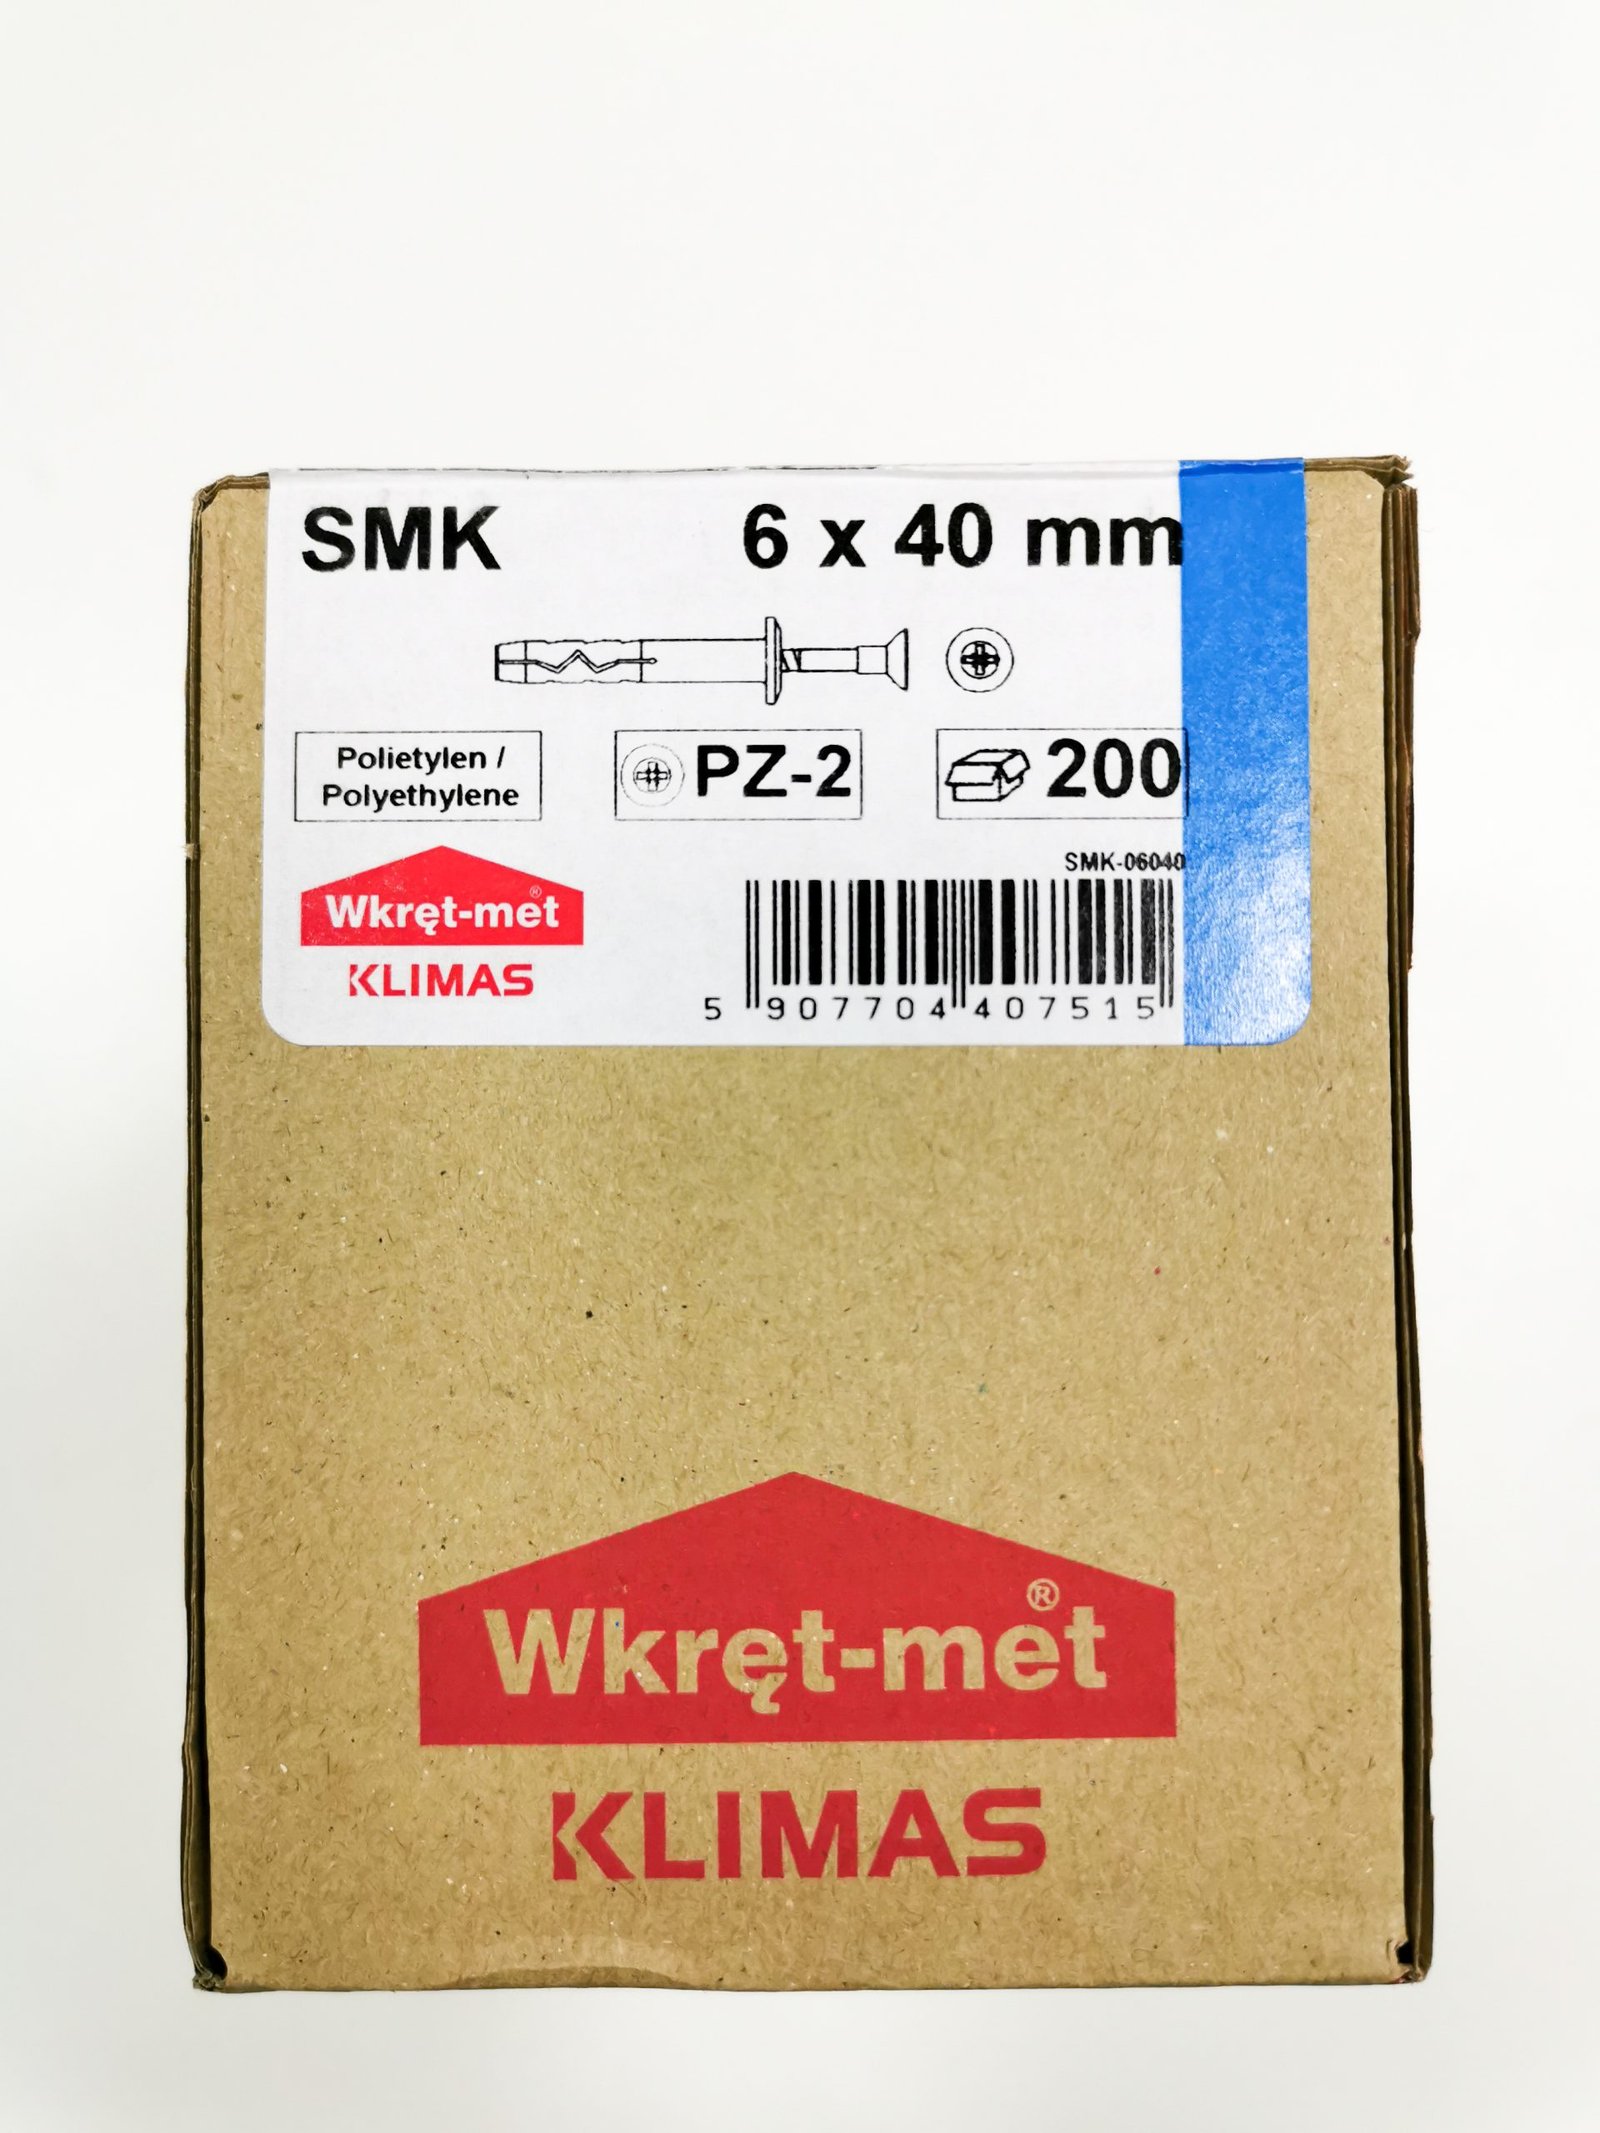 SMK 6 x 40 mm
Polietylen /
Polyethylene
PZ-2
200
SMK-06040
Wkręt-met®
KLIMAS
5 907704 407515
Wkręt-met®
KLIMAS